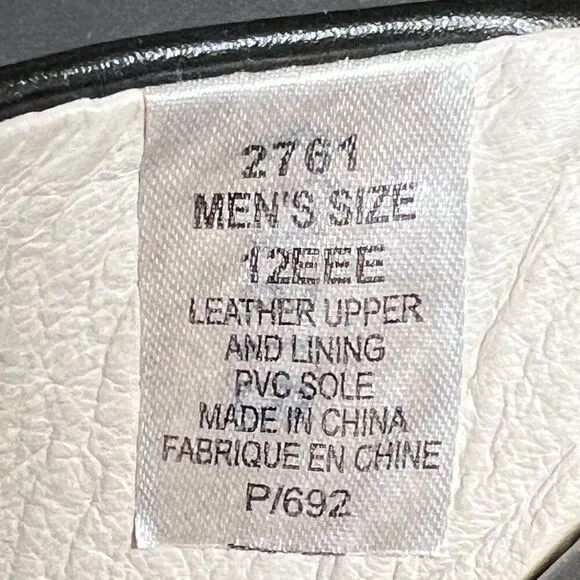 2761
MEN'S SIZE
12EEE
LEATHER UPPER
AND LINING
PVC SOLE
MADE IN CHINA
FABRIQUE EN CHINE
P/692